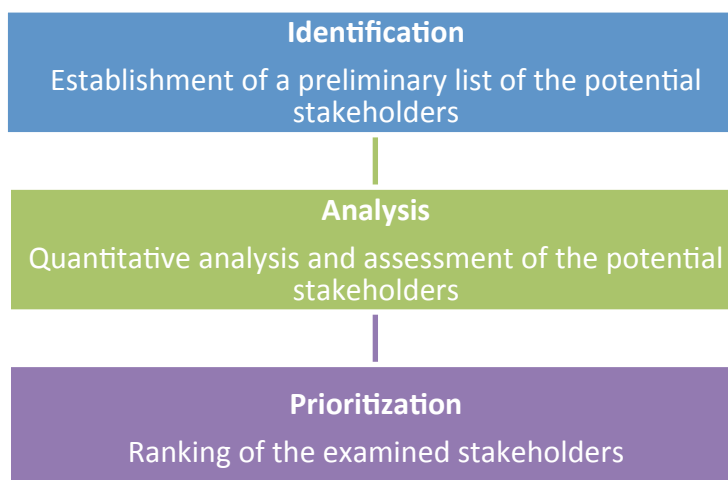 Identification
Establishment of a preliminary list of the potential
stakeholders
Analysis
Quantitative analysis and assessment of the potential
stakeholders
Prioritization
Ranking of the examined stakeholders